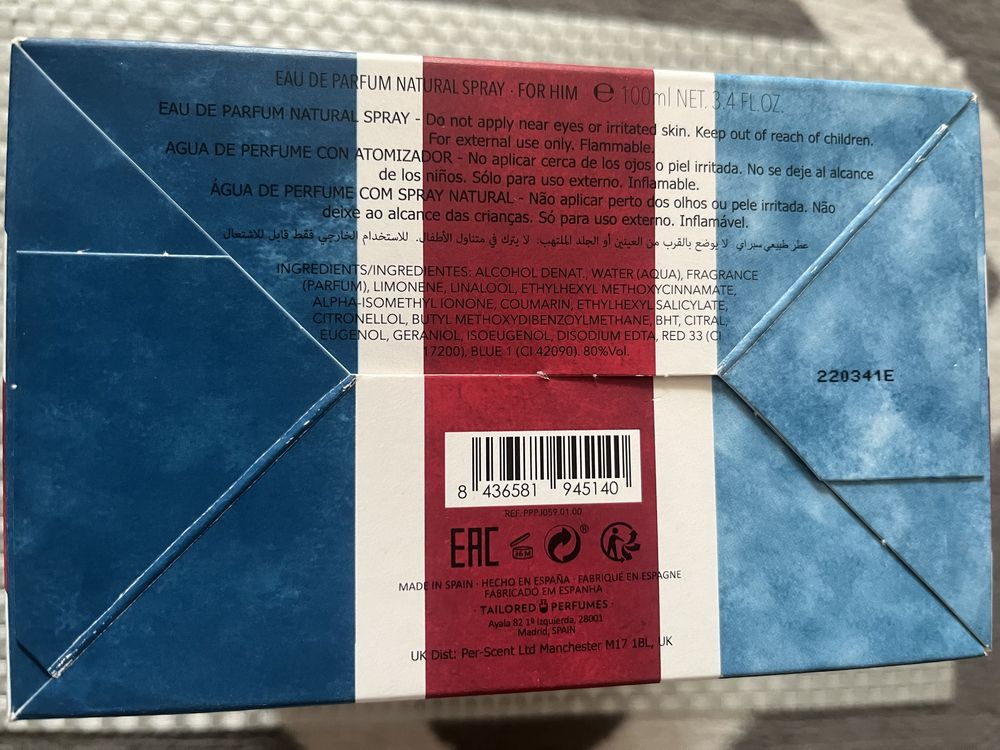 EAU DE PARFUM NATURAL SPRAY · FOR HIM ℮ 100ml NET. 3.4 FL.OZ.
EAU DE PARFUM NATURAL SPRAY - Do not apply near eyes or irritated skin. Keep out of reach of children.
For external use only. Flammable.
AGUA DE PERFUME CON ATOMIZADOR - No aplicar cerca de los ojos o piel irritada. No se deje al alcance
de los niños. Sólo para uso externo. Inflamable.
ÁGUA DE PERFUME COM SPRAY NATURAL - Não aplicar perto dos olhos ou pele irritada. Não
deixe ao alcance das crianças. Só para uso externo. Inflamável.
عطر طبيعي سبراي لا يوضع بالقرب من العينين أو الجلد الملتهب. لا يترك في متناول الأطفال. للاستخدام الخارجي فقط قابل للاشتعال
INGREDIENTS/INGREDIENTES: ALCOHOL DENAT., WATER (AQUA), FRAGRANCE
(PARFUM), LIMONENE, LINALOOL, ETHYLHEXYL METHOXYCINNAMATE,
ALPHA-ISOMETHYL IONONE, COUMARIN, ETHYLHEXYL SALICYLATE,
CITRONELLOL, BUTYL METHOXYDIBENZOYLMETHANE, BHT, CITRAL,
EUGENOL, GERANIOL, ISOEUGENOL, DISODIUM EDTA, RED 33 (CI
17200), BLUE 1 (CI 42090). 80%Vol.
220341E
8 436581 945140
REF. PPPJ059.01.00
EAC 36 M ®
MADE IN SPAIN · HECHO EN ESPAÑA · FABRIQUÉ EN ESPAGNE
FABRICADO EM ESPANHA
· TAILORED PERFUMES ·
Ayala 82 1º Izquierda, 28001
Madrid, SPAIN
UK Dist: Per-Scent Ltd Manchester M17 1BL, UK